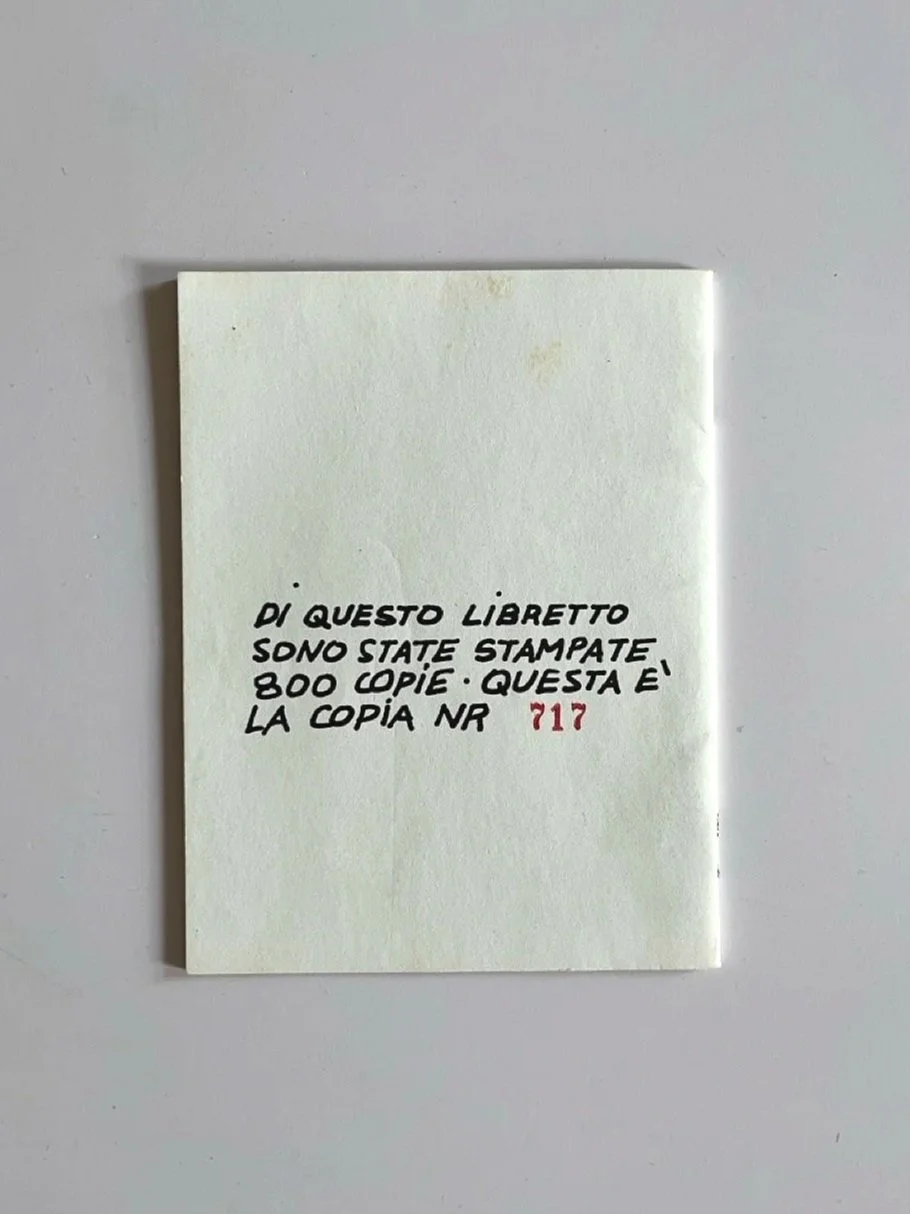 Di QUESTO LiBRETTO
SONO STATE STAMPATE
800 COPiE · QUESTA E'
LA COPiA NR 717